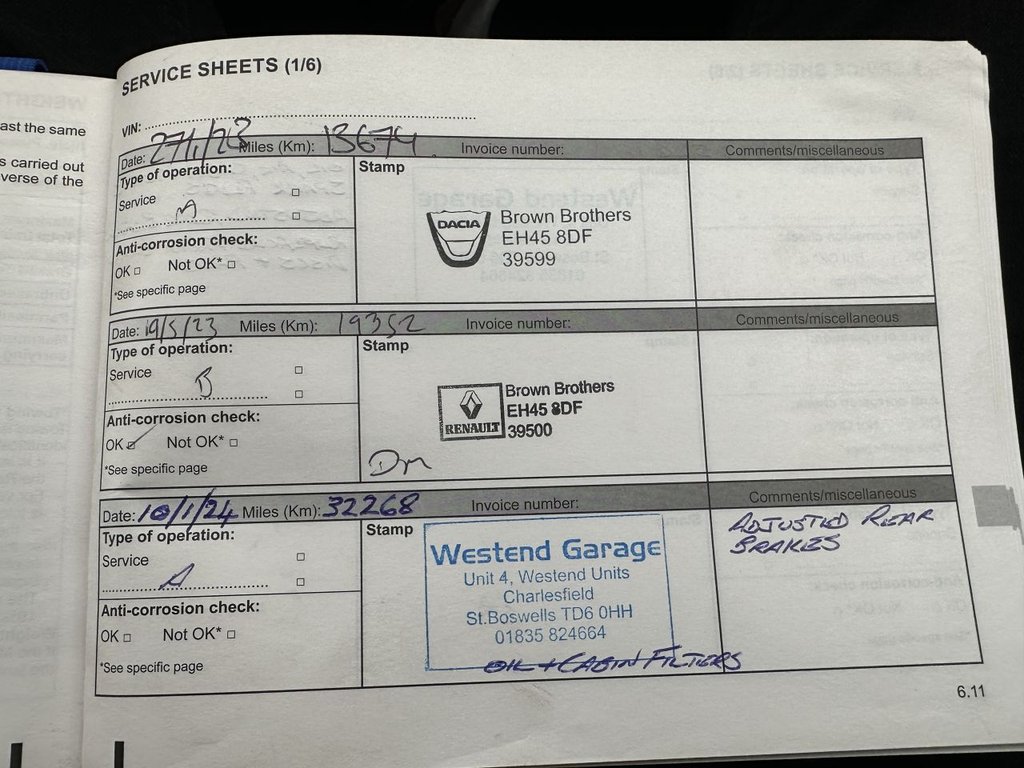 ast the same
s carried out
verse of the
SERVICE SHEETS (1/6)
VIN:
Date: 27/1/23 Miles (Km): 13674 Invoice number: Comments/miscellaneous
Type of operation:
Service
A
Anti-corrosion check:
OK Not OK*
*See specific page
Stamp
DACIA
Brown Brothers
EH45 8DF
39599
Date: 19/5/23 Miles (Km): 19352 Invoice number: Comments/miscellaneous
Type of operation:
Service
B
Anti-corrosion check:
OK Not OK*
*See specific page
Stamp
RENAULT
Brown Brothers
EH45 8DF
39500
Date: 10/1/24 Miles (Km): 32268 Invoice number: Comments/miscellaneous
Type of operation:
Service
A
Anti-corrosion check:
OK Not OK*
*See specific page
Stamp
Westend Garage
Unit 4, Westend Units
Charlesfield
St.Boswells TD6 0HH
01835 824664
OIL + CABIN FILTERS
ADJUSTED REAR
BRAKES
6.11